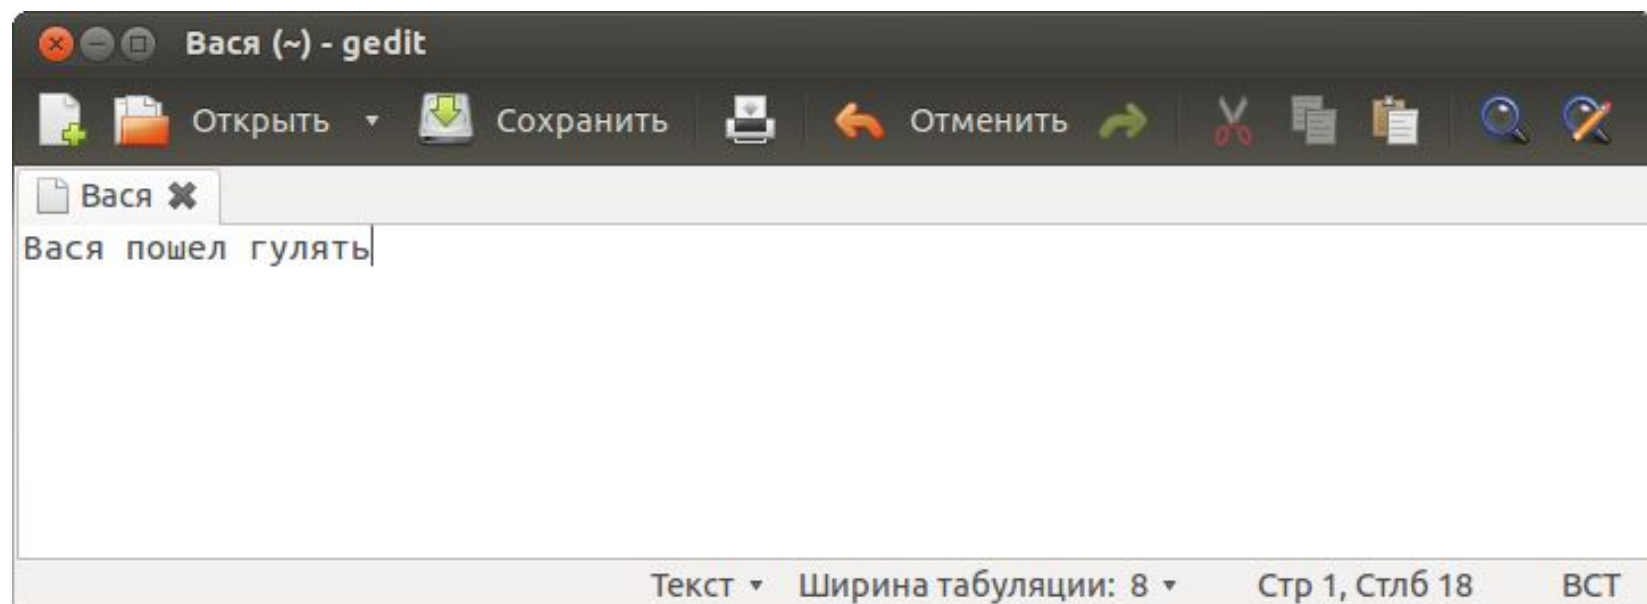 Вася (~) - gedit
Открыть Сохранить Отменить
Вася
Вася пошел гулять
Текст Ширина табуляции: 8 Стр 1, Стлб 18 ВСТ